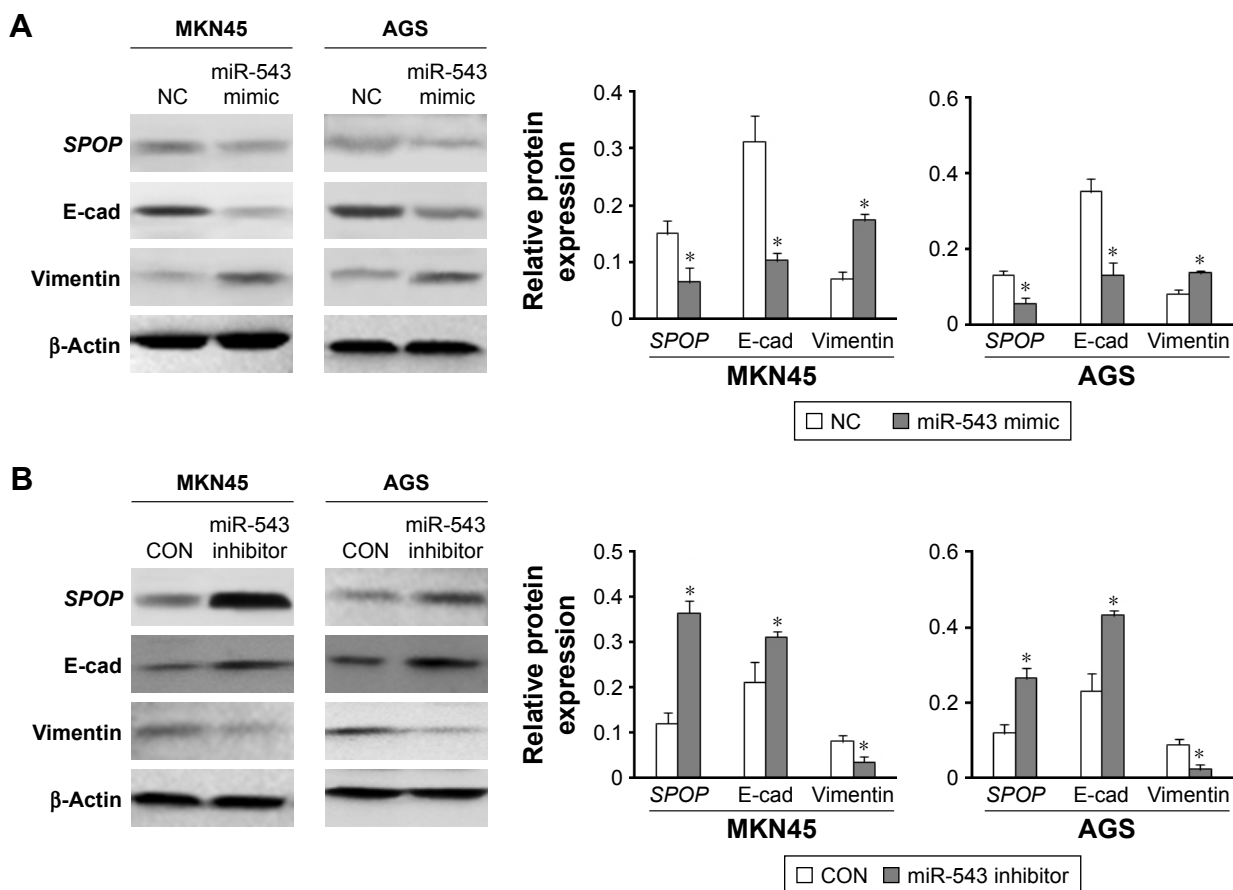 A
MKN45
AGS
NC
miR-543
mimic
NC
miR-543
mimic
SPOP
E-cad
Vimentin
β-Actin
Relative protein
expression
0.4
0.3
0.2
0.1
0
SPOP
E-cad
Vimentin
MKN45
*
*
*
0.6
0.4
0.2
0
SPOP
E-cad
Vimentin
AGS
*
*
*
NC
miR-543 mimic
B
MKN45
AGS
CON
miR-543
inhibitor
CON
miR-543
inhibitor
SPOP
E-cad
Vimentin
β-Actin
Relative protein
expression
0.5
0.4
0.3
0.2
0.1
0
SPOP
E-cad
Vimentin
MKN45
*
*
*
0.6
0.4
0.2
0
SPOP
E-cad
Vimentin
AGS
*
*
*
CON
miR-543 inhibitor